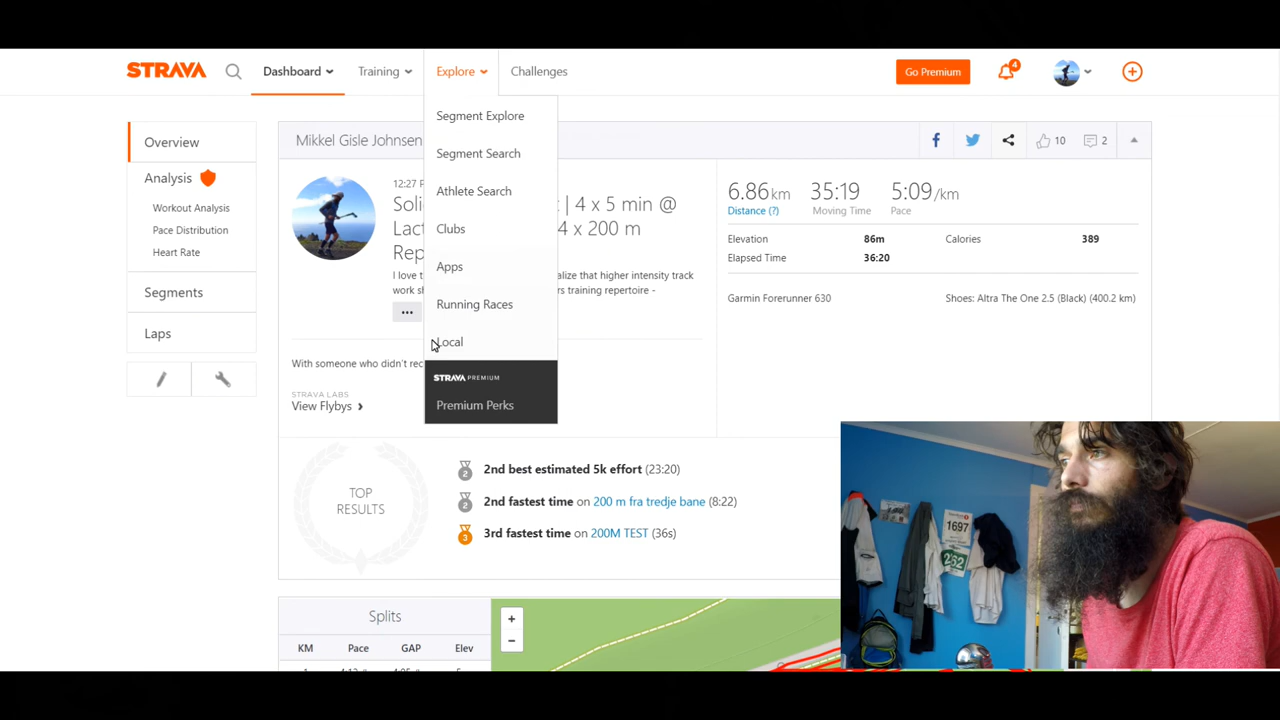 STRAVA
Dashboard
Training
Explore
Challenges
Go Premium
4
Segment Explore
Segment Search
Athlete Search
Clubs
Apps
Running Races
Local
STRAVA PREMIUM
Premium Perks
Overview
Analysis
Workout Analysis
Pace Distribution
Heart Rate
Segments
Laps
Mikkel Gisle Johnsen
10
2
12:27 P
| 4 x 5 min @
Lact
4 x 200 m
Rep
I love t
alize that higher intensity track
work sh
rs training repertoire -
...
With someone who didn't rec
STRAVA LABS
View Flybys
6.86km
35:19
5:09/km
Distance (?)
Moving Time
Pace
Elevation
86m
Calories
389
Elapsed Time
36:20
Garmin Forerunner 630
Shoes: Altra The One 2.5 (Black) (400.2 km)
TOP
RESULTS
2
2nd best estimated 5k effort (23:20)
2
2nd fastest time on 200 m fra tredje bane (8:22)
3
3rd fastest time on 200M TEST (36s)
Splits
KM
Pace
GAP
Elev
+
−
1697